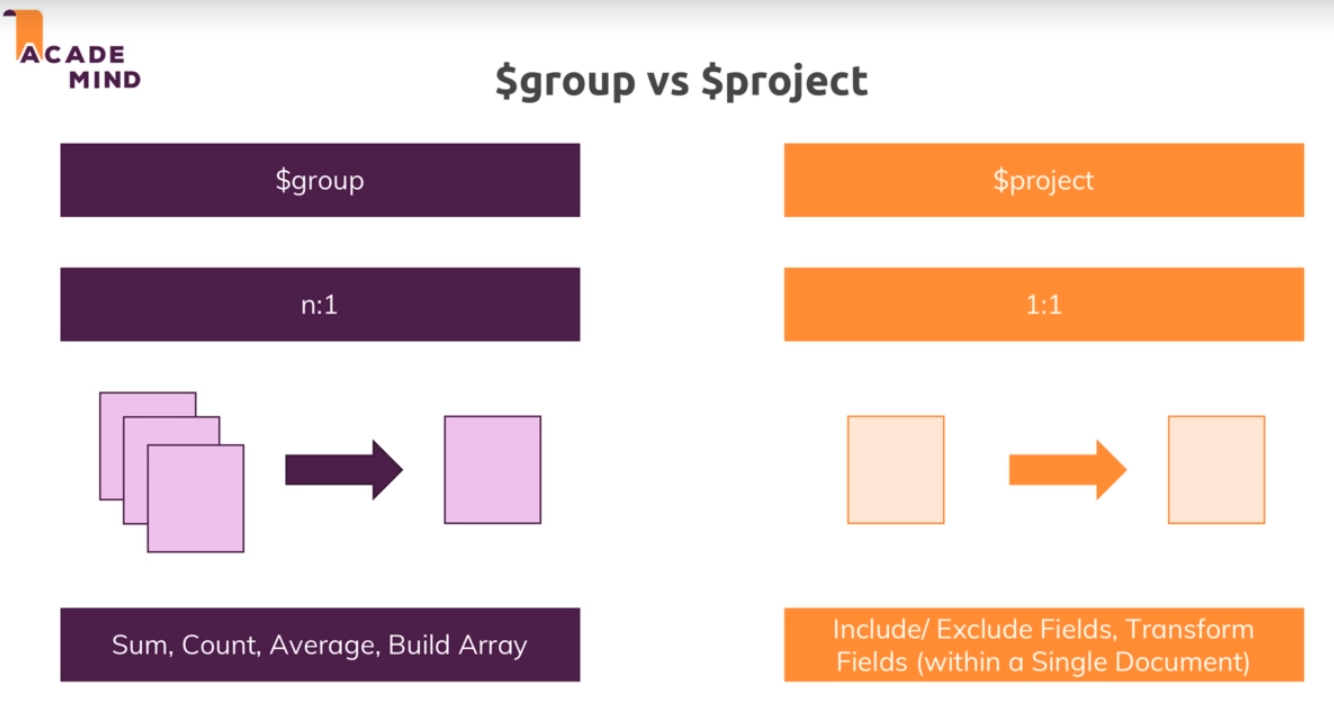 ACADE
MIND
$group vs $project
$group
$project
n:1
1:1
Sum, Count, Average, Build Array
Include/ Exclude Fields, Transform
Fields (within a Single Document)